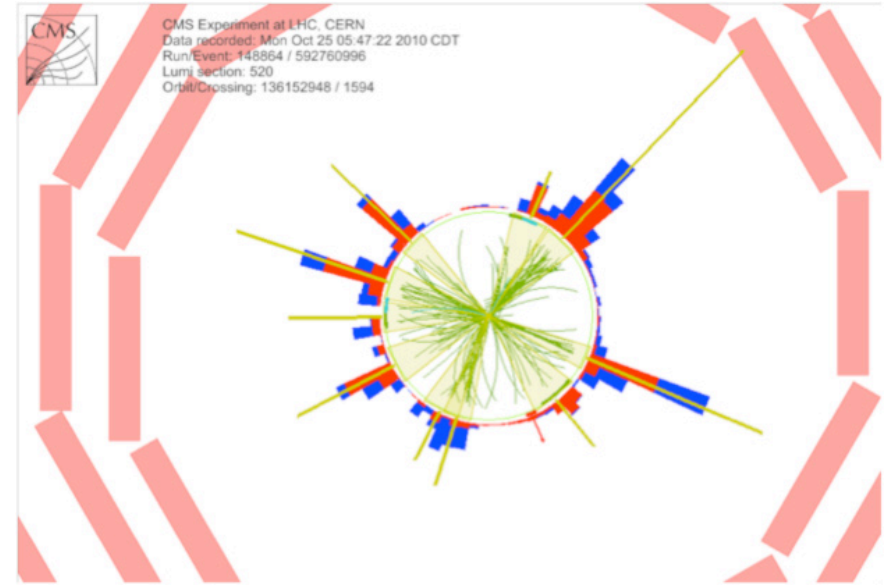 CMS
CMS Experiment at LHC, CERN
Data recorded: Mon Oct 25 05:47:22 2010 CDT
Run/Event: 148864 / 592760996
Lumi section: 520
Orbit/Crossing: 136152948 / 1594